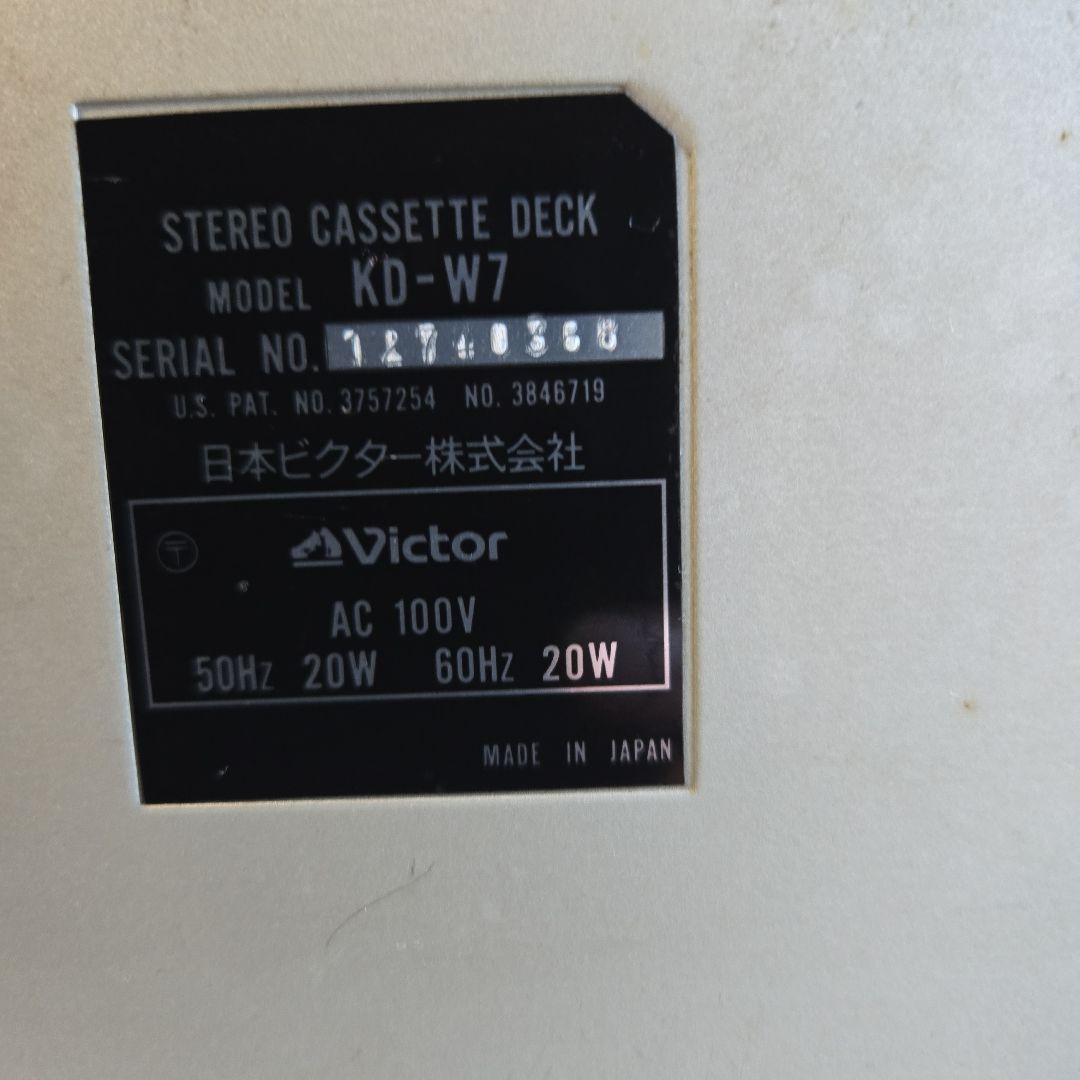 STEREO CASSETTE DECK
MODEL KD-W7
SERIAL NO.
U.S. PAT. NO. 3757254 NO. 3846719
日本ビクター株式会社
〒
Victor
AC 100V
50Hz 20W 60Hz 20W
MADE IN JAPAN